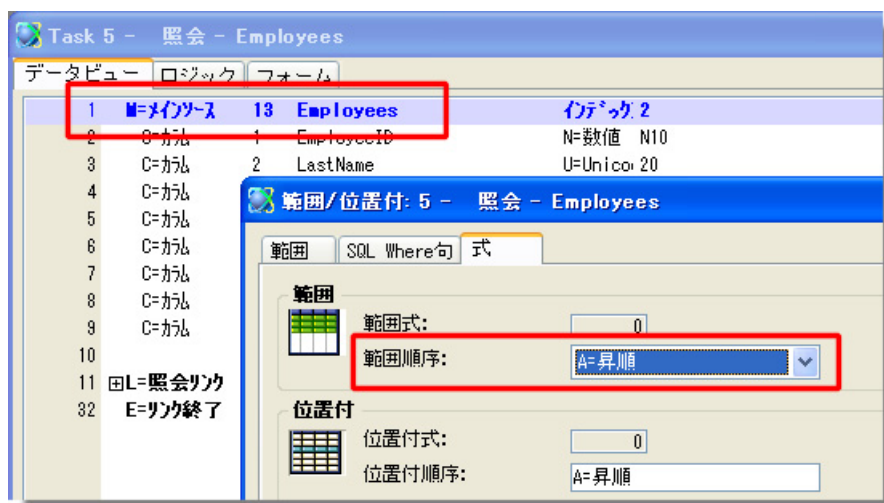 Task 5 - 照会 - Employees
データビュー ロジック フォーム
1 M=メインソース 13 Employees インデックス 2
2 C=カラム 1 EmployeeID N=数値 N10
3 C=カラム 2 LastName U=Unico 20
4 C=カラム
5 C=カラム
6 C=カラム
7 C=カラム
8 C=カラム
9 C=カラム
10
11 L=照会リンク
32 E=リンク終了
範囲/位置付: 5 - 照会 - Employees
範囲 SQL Where句 式
範囲
範囲式: 0
範囲順序: A=昇順
位置付
位置付式: 0
位置付順序: A=昇順